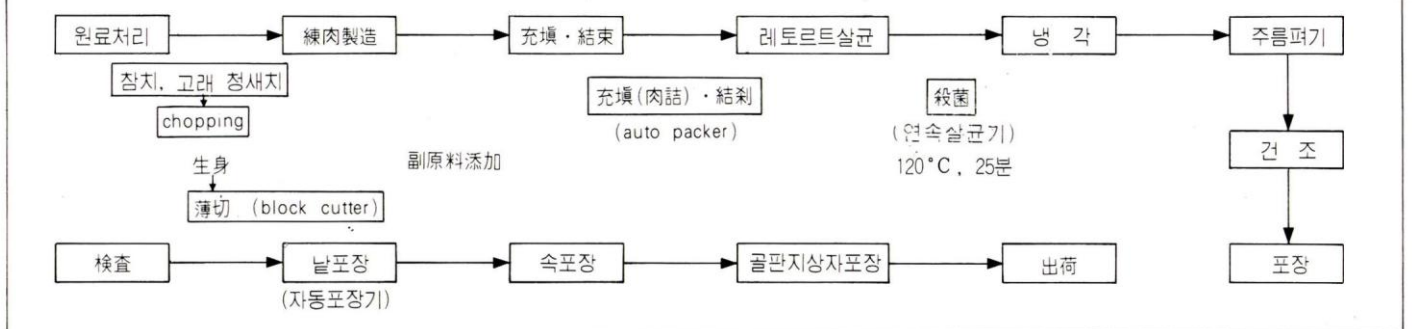 원료처리 練肉製造 充塡・結束 레토르트살균 냉 각 주름펴기
참치, 고래 청새치
chopping
充塡(肉詰)・結剎
(auto packer)
殺菌
(연속살균기)
120°C, 25분
건 조
生身
副原料添加
薄切 (block cutter)
検査 낱포장 속포장 골판지상자포장 出荷 포장
(자동포장기)